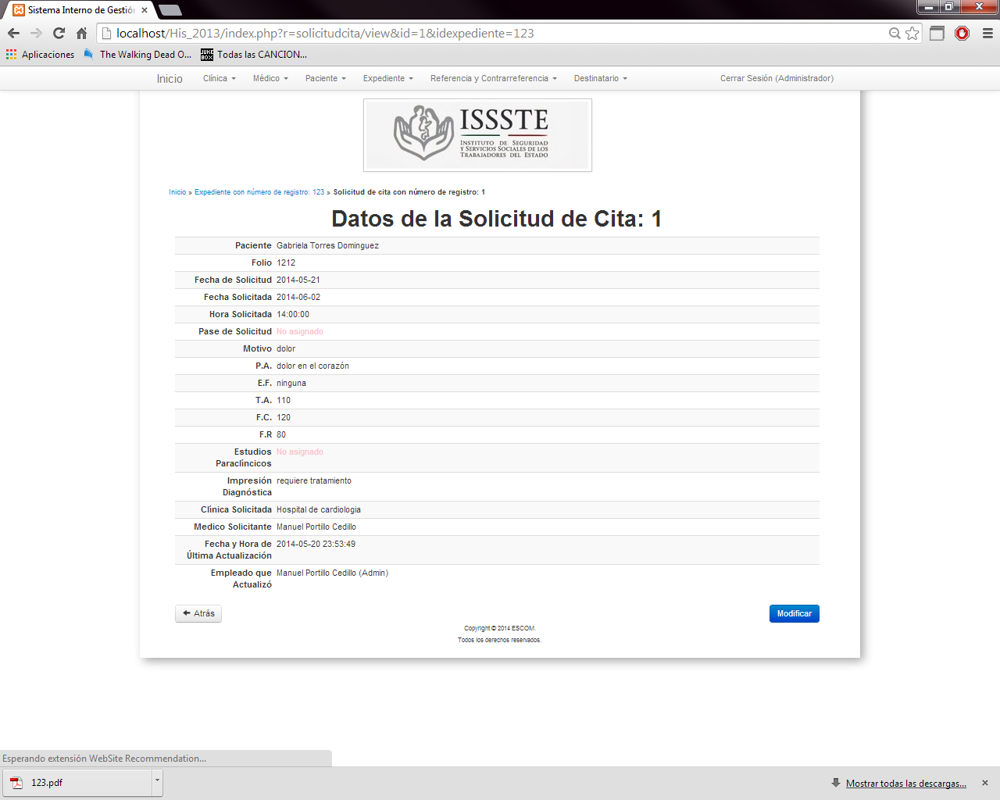 Sistema Interno de Gestión
localhost/His_2013/index.php?r=solicitudcita/view&id=1&idexpediente=123
Aplicaciones The Walking Dead O... JUKE BOX Todas las CANCION...
Inicio Clínica Médico Paciente Expediente Referencia y Contrarreferencia Destinatario Cerrar Sesión (Administrador)
ISSSTE
INSTITUTO DE SEGURIDAD
Y SERVICIOS SOCIALES DE LOS
TRABAJADORES DEL ESTADO
Inicio » Expediente con número de registro: 123 » Solicitud de cita con número de registro: 1
Datos de la Solicitud de Cita: 1
Paciente Gabriela Torres Dominguez
Folio 1212
Fecha de Solicitud 2014-05-21
Fecha Solicitada 2014-06-02
Hora Solicitada 14:00:00
Pase de Solicitud No asignado
Motivo dolor
P.A. dolor en el corazón
E.F. ninguna
T.A. 110
F.C. 120
F.R 80
Estudios No asignado
Paraclíncicos
Impresión requiere tratamiento
Diagnóstica
Clínica Solicitada Hospital de cardiologia
Medico Solicitante Manuel Portillo Cedillo
Fecha y Hora de 2014-05-20 23:53:49
Última Actualización
Empleado que Manuel Portillo Cedillo (Admin)
Actualizó
Atrás Modificar
Copyright © 2014 ESCOM.
Todos los derechos reservados.
Esperando extensión WebSite Recommendation...
123.pdf Mostrar todas las descargas...